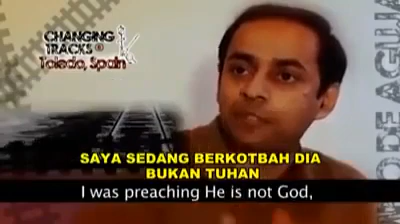 CHANGING
TRACKS®
Toledo, Spain
SAYA SEDANG BERKOTBAH DIA
BUKAN TUHAN
I was preaching He is not God,